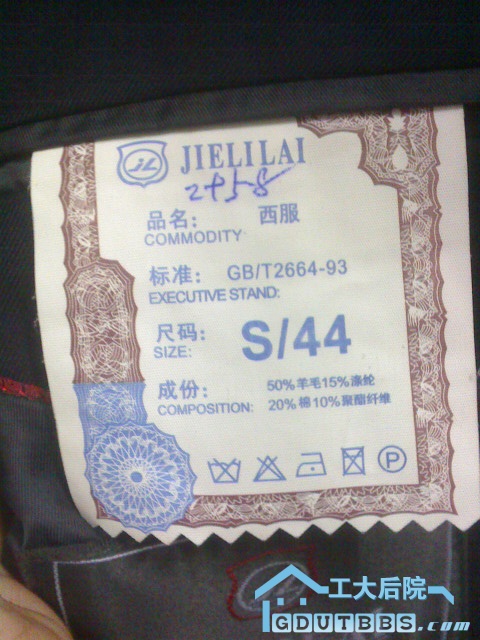 JL
JIELILAI
2458
品名: 西服
COMMODITY
标准: GB/T2664-93
EXECUTIVE STAND:
尺码: S/44
SIZE:
成份: 50%羊毛15%涤纶
COMPOSITION: 20%棉10%聚酯纤维
P
工大后院
GDUTBBS.com